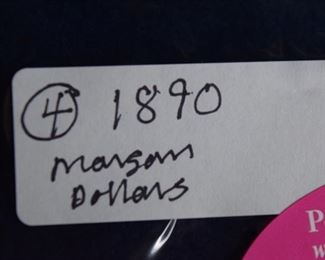 ④ 1890
Morgan
Dollars
P
w